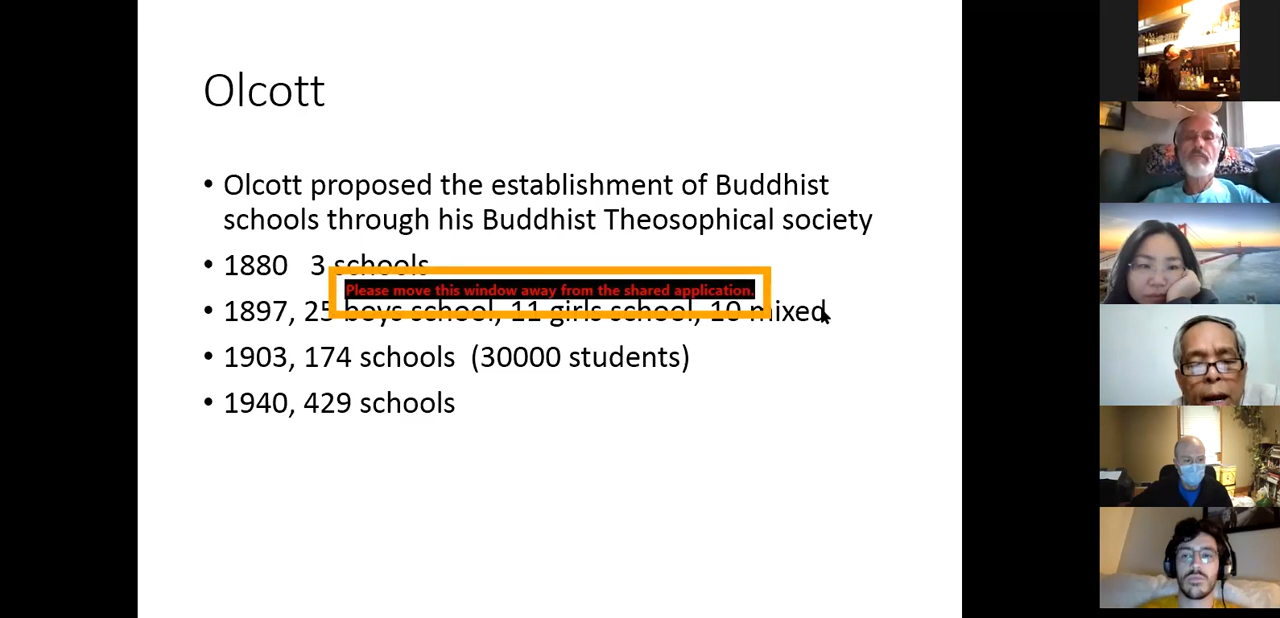 Olcott
• Olcott proposed the establishment of Buddhist
schools through his Buddhist Theosophical society
• 1880 3 schools
Please move this window away from the shared application.
• 1897, 25 boys school, 11 girls school, 10 mixed
• 1903, 174 schools (30000 students)
• 1940, 429 schools